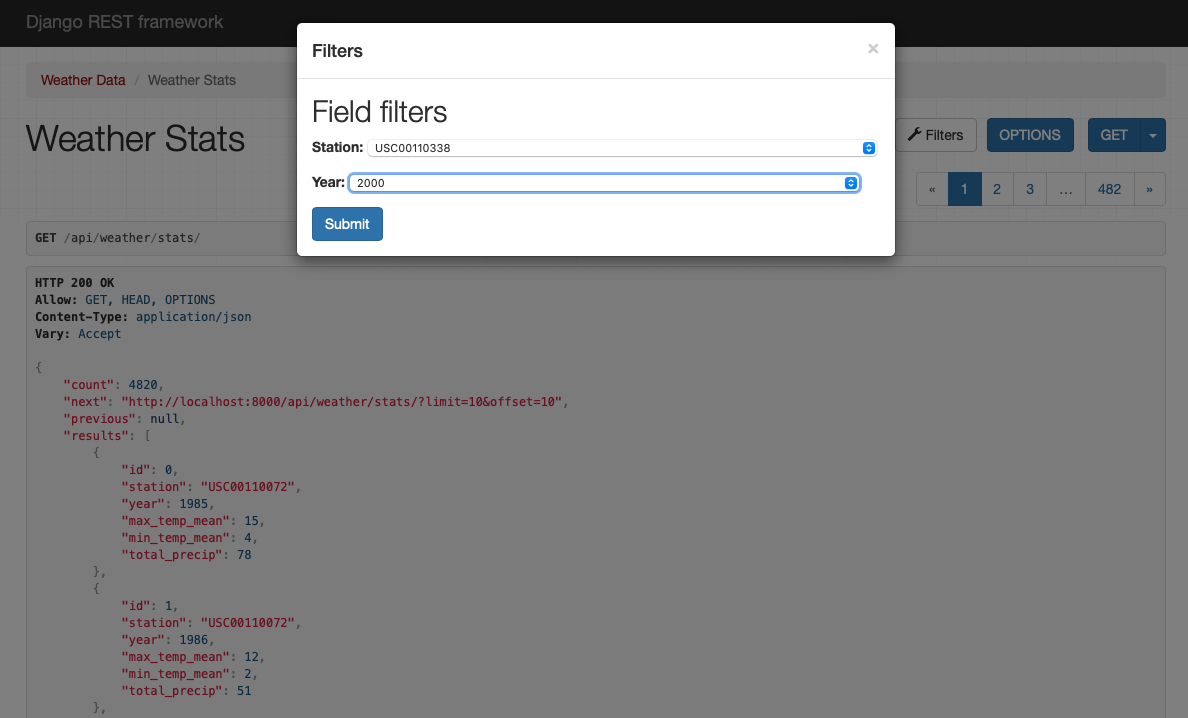 Django REST framework
Filters
×
Weather Data / Weather Stats
Field filters
Weather Stats
Filters
OPTIONS
GET
Station: USC00110338
Year: 2000
« 1 2 3 … 482 »
Submit
GET /api/weather/stats/
HTTP 200 OK
Allow: GET, HEAD, OPTIONS
Content-Type: application/json
Vary: Accept
{
    "count": 4820,
    "next": "http://localhost:8000/api/weather/stats/?limit=10&offset=10",
    "previous": null,
    "results": [
        {
            "id": 0,
            "station": "USC00110072",
            "year": 1985,
            "max_temp_mean": 15,
            "min_temp_mean": 4,
            "total_precip": 78
        },
        {
            "id": 1,
            "station": "USC00110072",
            "year": 1986,
            "max_temp_mean": 12,
            "min_temp_mean": 2,
            "total_precip": 51
        },